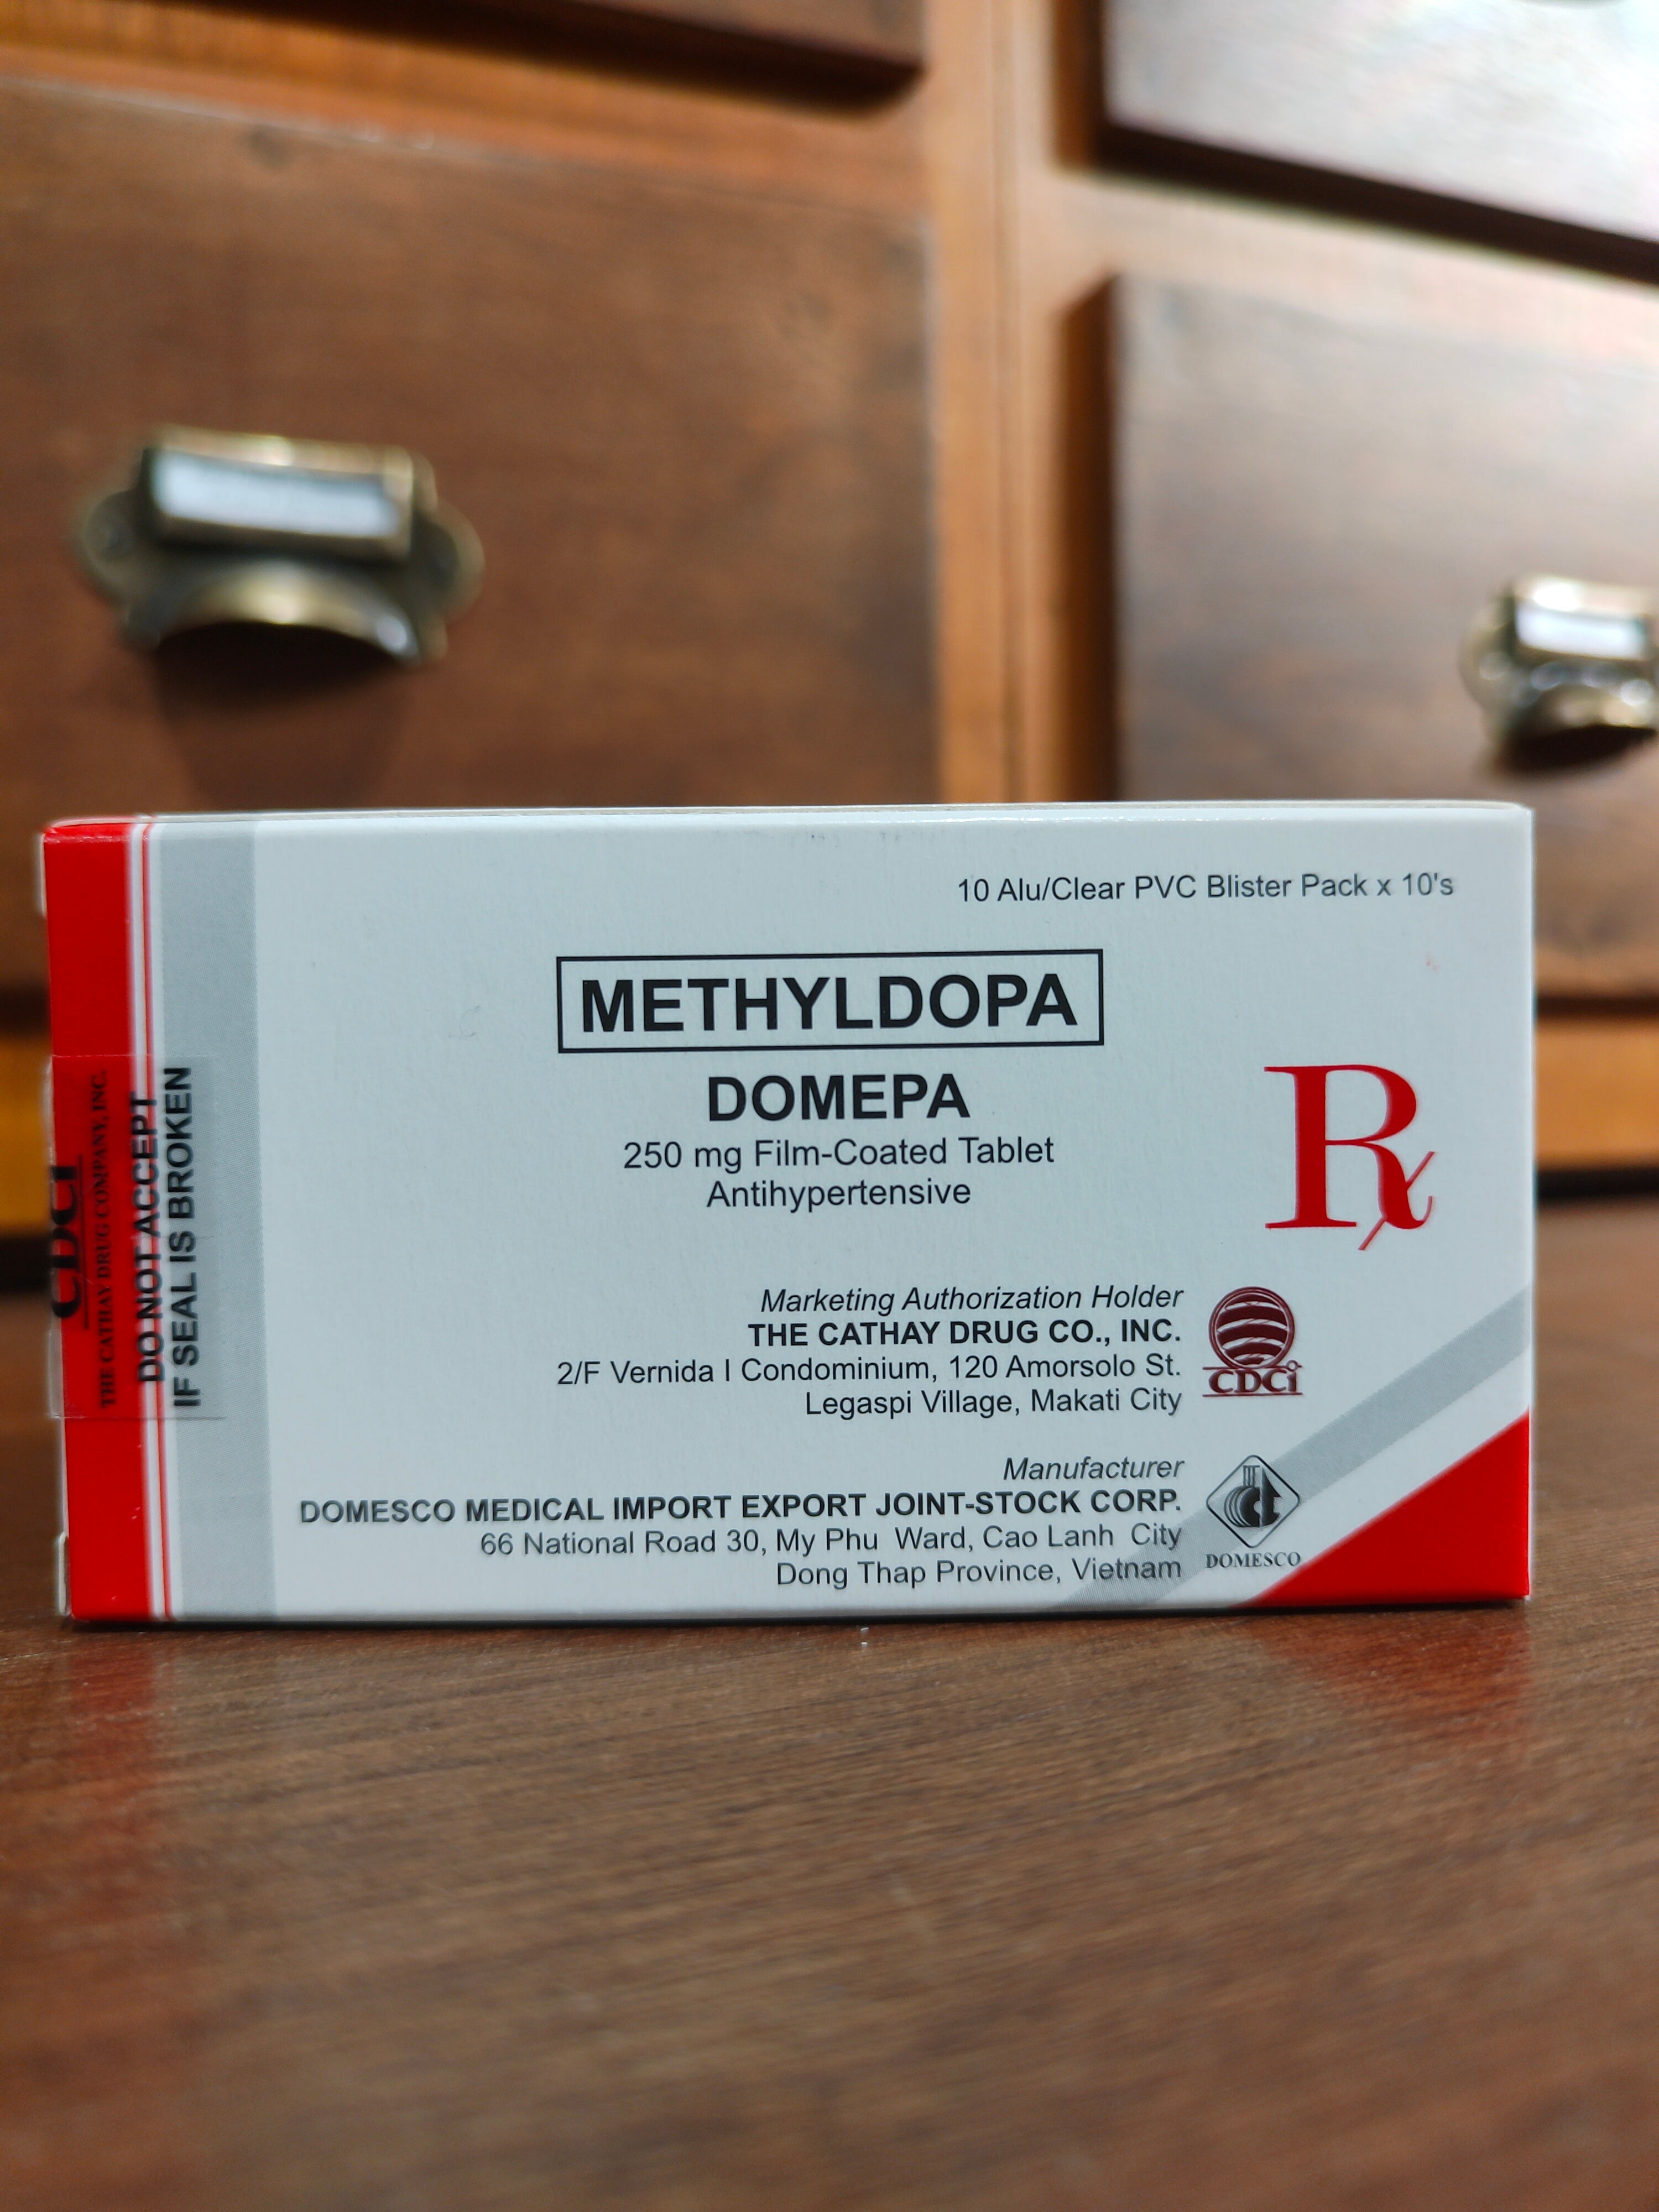 10 Alu/Clear PVC Blister Pack x 10's
METHYLDOPA
DOMEPA
250 mg Film-Coated Tablet
Antihypertensive
Rx
Marketing Authorization Holder
THE CATHAY DRUG CO., INC.
2/F Vernida I Condominium, 120 Amorsolo St.
Legaspi Village, Makati City
CDCi
Manufacturer
DOMESCO MEDICAL IMPORT EXPORT JOINT-STOCK CORP.
66 National Road 30, My Phu Ward, Cao Lanh City
Dong Thap Province, Vietnam
DOMESCO
CDCi
THE CATHAY DRUG COMPANY, INC.
DO NOT ACCEPT
IF SEAL IS BROKEN